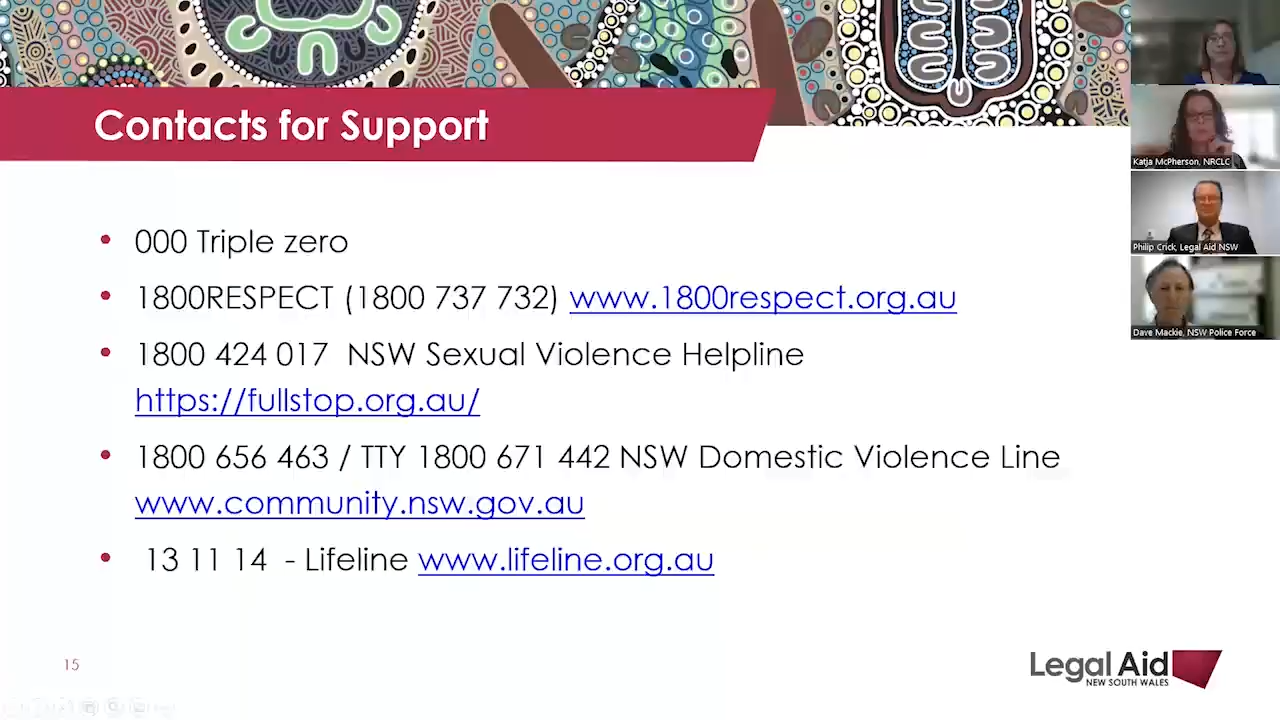 Contacts for Support
• 000 Triple zero
• 1800RESPECT (1800 737 732) www.1800respect.org.au
• 1800 424 017 NSW Sexual Violence Helpline
https://fullstop.org.au/
• 1800 656 463 / TTY 1800 671 442 NSW Domestic Violence Line
www.community.nsw.gov.au
• 13 11 14 - Lifeline www.lifeline.org.au
15
Legal Aid
NEW SOUTH WALES
Katja McPherson, NRCLC
Philip Crick, Legal Aid NSW
Dave Mackie, NSW Police Force